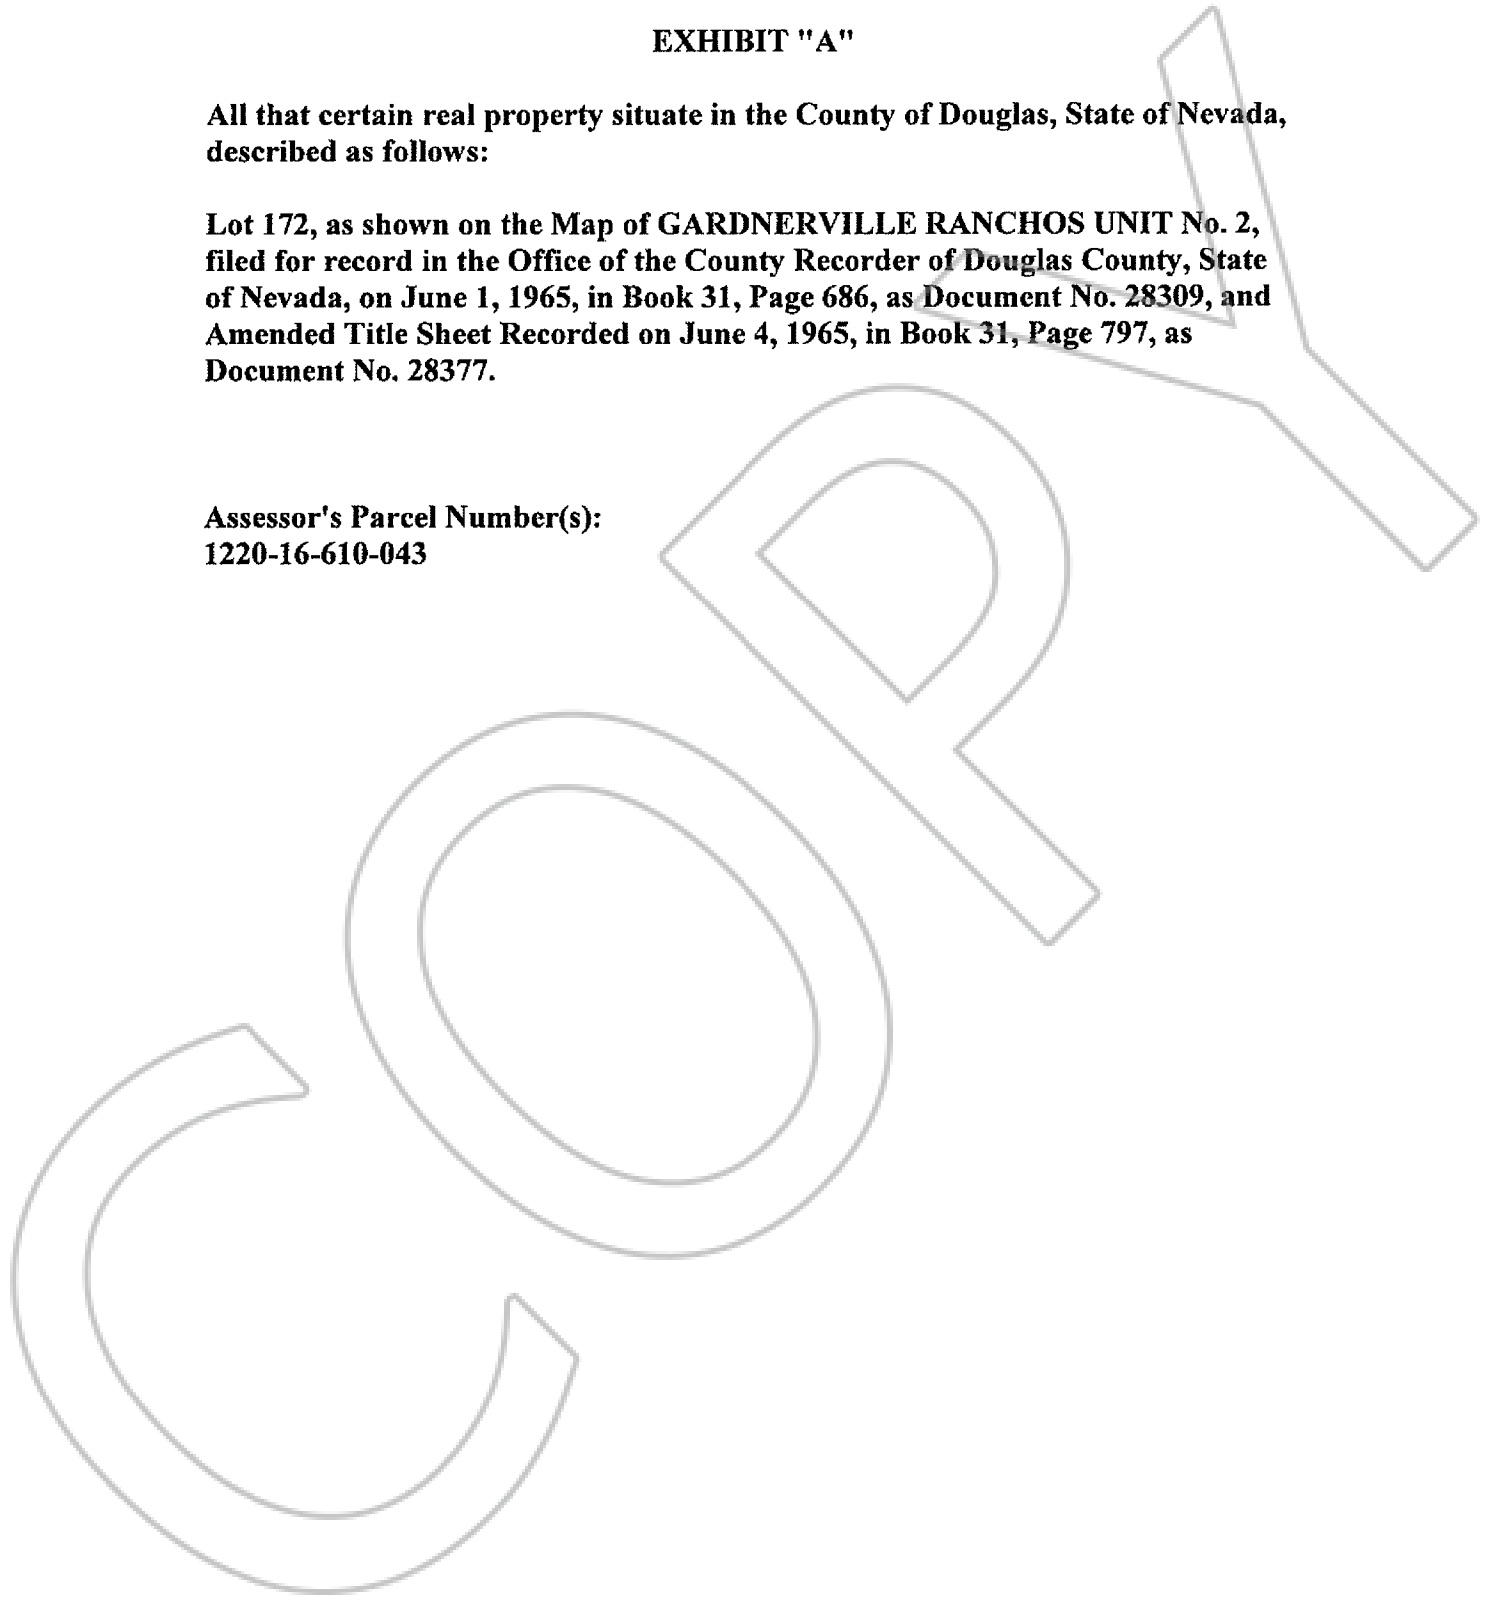 EXHIBIT "A"
All that certain real property situate in the County of Douglas, State of Nevada,
described as follows:
Lot 172, as shown on the Map of GARDNERVILLE RANCHOS UNIT No. 2,
filed for record in the Office of the County Recorder of Douglas County, State
of Nevada, on June 1, 1965, in Book 31, Page 686, as Document No. 28309, and
Amended Title Sheet Recorded on June 4, 1965, in Book 31, Page 797, as
Document No. 28377.
Assessor's Parcel Number(s):
1220-16-610-043
COPY